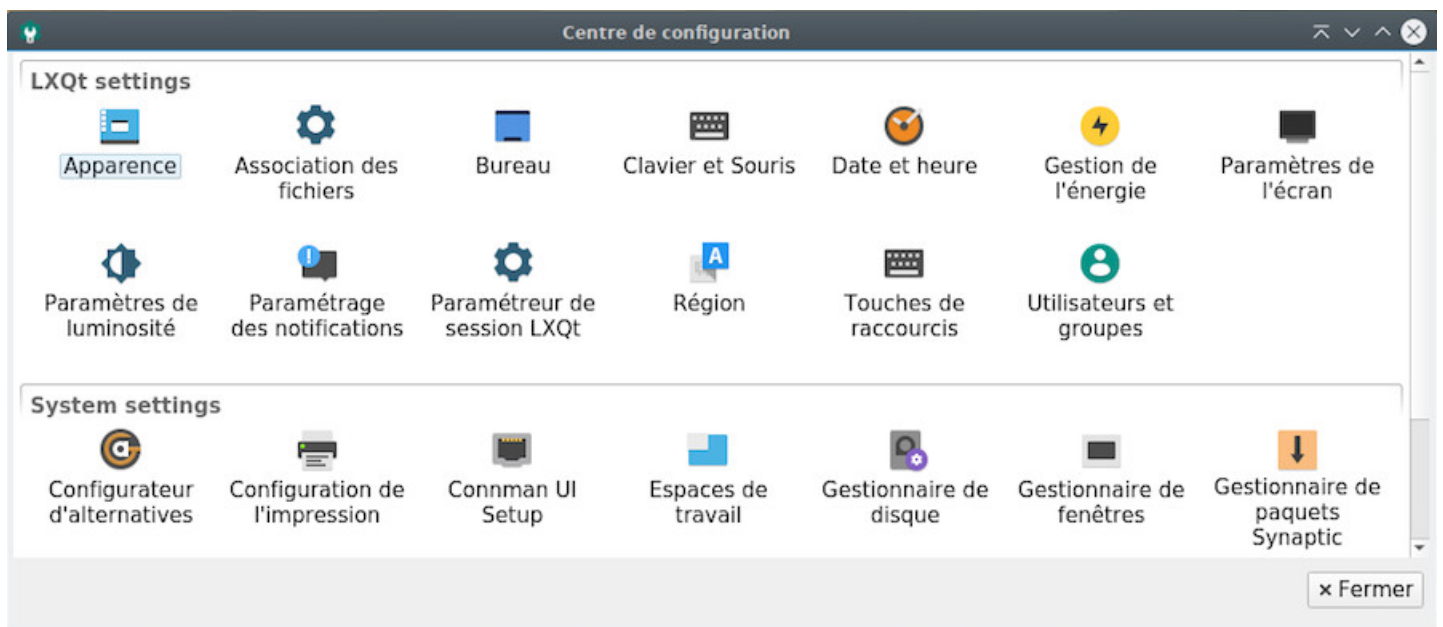 Centre de configuration
LXQt settings
Apparence
Association des
fichiers
Bureau
Clavier et Souris
Date et heure
Gestion de
l'énergie
Paramètres de
l'écran
Paramètres de
luminosité
Paramétrage
des notifications
Paramétreur de
session LXQt
A
Région
Touches de
raccourcis
Utilisateurs et
groupes
System settings
Configurateur
d'alternatives
Configuration de
l'impression
Connman UI
Setup
Espaces de
travail
Gestionnaire de
disque
Gestionnaire de
fenêtres
Gestionnaire de
paquets
Synaptic
Fermer